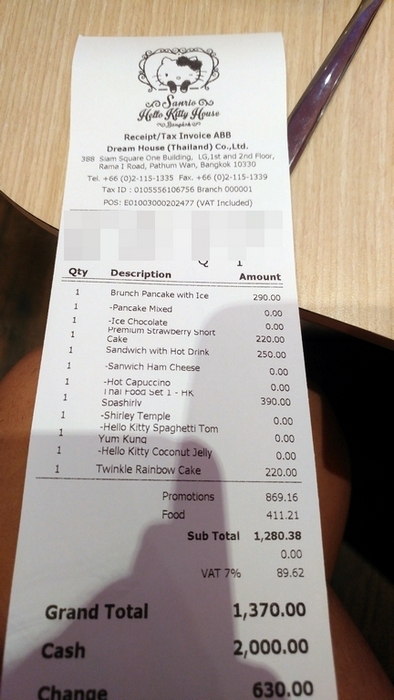 Sanrio
Hello Kitty House
Bangkok
Receipt/Tax Invoice ABB
Dream House (Thailand) Co.,Ltd.
388 Siam Square One Building, LG,1st and 2nd Floor,
Rama I Road, Pathum Wan, Bangkok 10330
Tel. +66 (0)2-115-1335 Fax. +66 (0)2-115-1339
Tax ID : 0105556106756 Branch 000001
POS: E01003000202477 (VAT Included)
Qty Description Amount
1 Brunch Pancake with Ice 290.00
1 -Pancake Mixed 0.00
1 -Ice Chocolate 0.00
1 Premium Strawberry Short
Cake 220.00
1 Sandwich with Hot Drink 250.00
1 -Sanwich Ham Cheese 0.00
1 -Hot Capuccino 0.00
1 Thai Food Set 1 - HK
Spashirly 390.00
1 -Shirley Temple 0.00
1 -Hello Kitty Spaghetti Tom
Yum Kung 0.00
1 -Hello Kitty Coconut Jelly 0.00
1 Twinkle Rainbow Cake 220.00
Promotions 869.16
Food 411.21
Sub Total 1,280.38
0.00
VAT 7% 89.62
Grand Total 1,370.00
Cash 2,000.00
Change 630.00